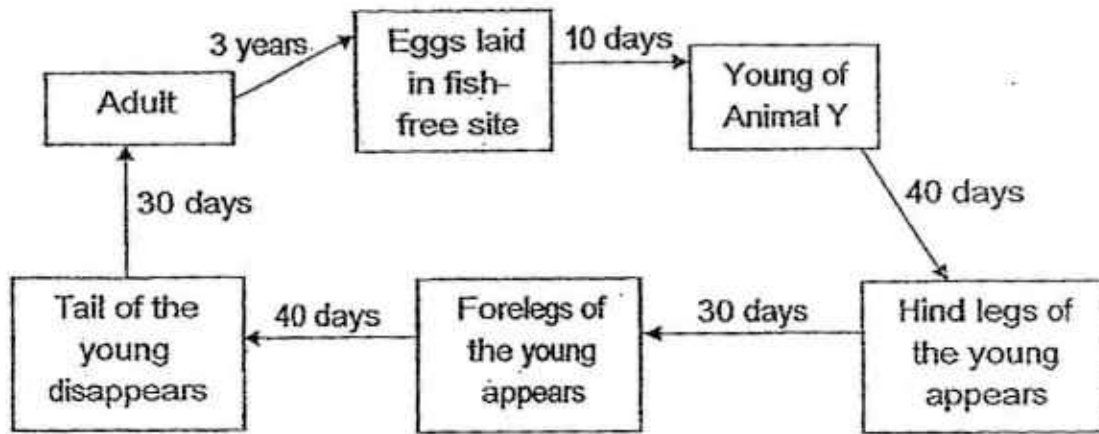 3 years
Eggs laid
in fish-
free site
10 days
Young of
Animal Y
Adult
30 days
40 days
Tail of the
young
disappears
40 days
Forelegs of
the young
appears
30 days
Hind legs of
the young
appears